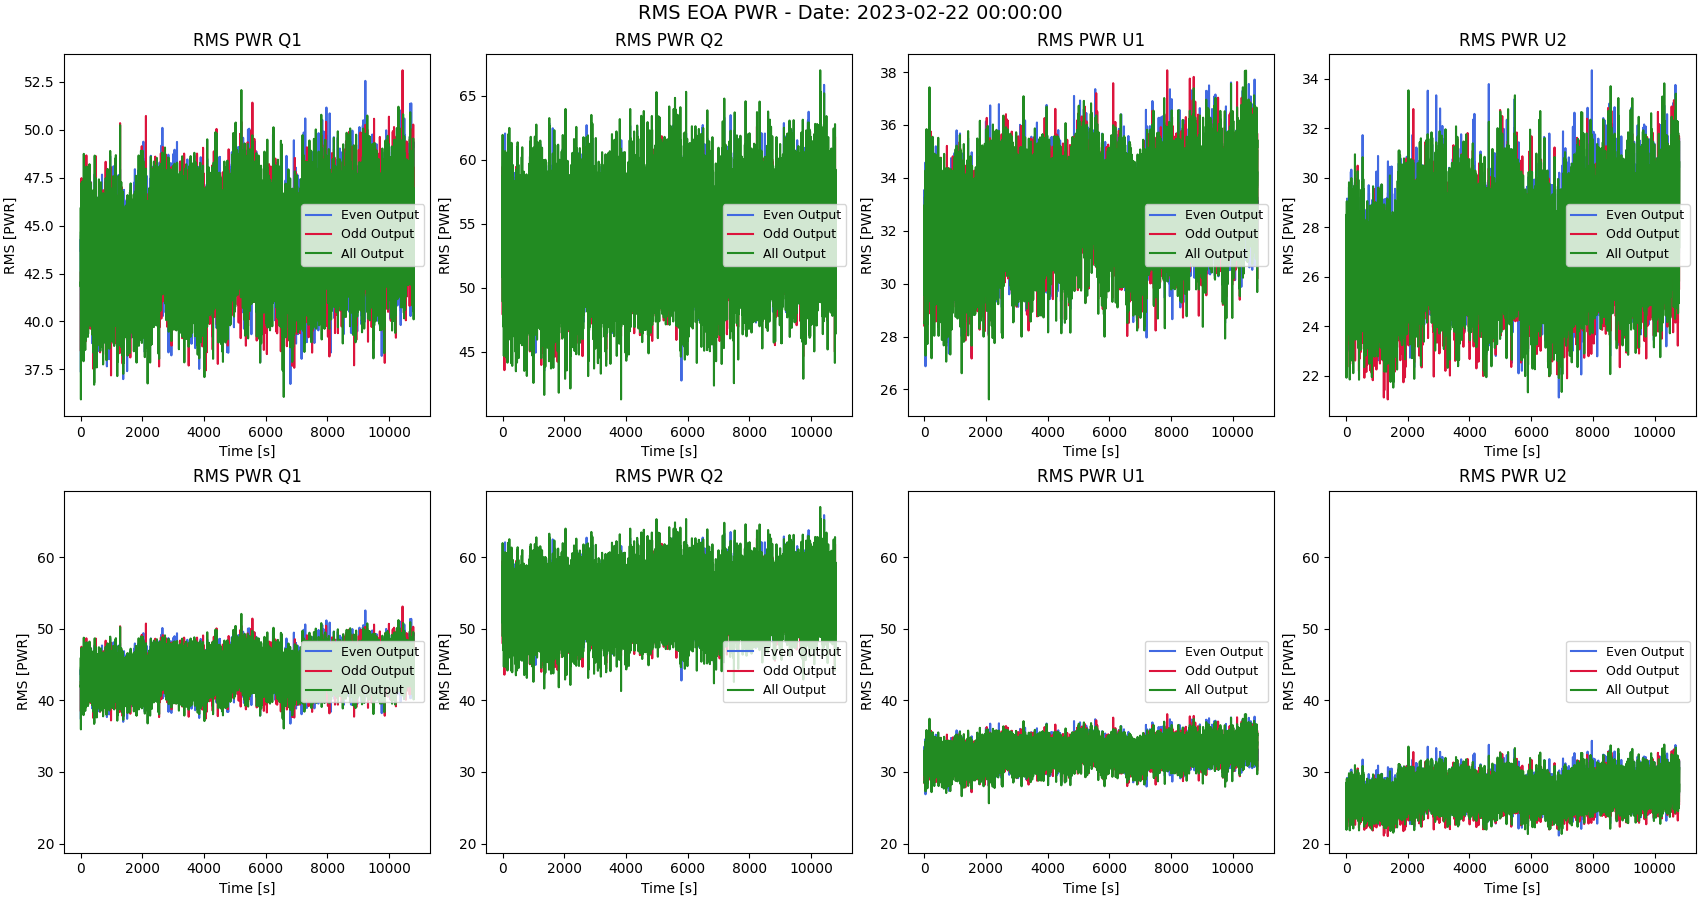 RMS EOA PWR - Date: 2023-02-22 00:00:00
RMS PWR Q1
RMS [PWR]
52.5
50.0
47.5
45.0
42.5
40.0
37.5
Even Output
Odd Output
All Output
0 2000 4000 6000 8000 10000
Time [s]
RMS PWR Q2
RMS [PWR]
65
60
55
50
45
Even Output
Odd Output
All Output
0 2000 4000 6000 8000 10000
Time [s]
RMS PWR U1
RMS [PWR]
38
36
34
32
30
28
26
Even Output
Odd Output
All Output
0 2000 4000 6000 8000 10000
Time [s]
RMS PWR U2
RMS [PWR]
34
32
30
28
26
24
22
Even Output
Odd Output
All Output
0 2000 4000 6000 8000 10000
Time [s]
RMS PWR Q1
RMS [PWR]
60
50
40
30
20
Even Output
Odd Output
All Output
0 2000 4000 6000 8000 10000
Time [s]
RMS PWR Q2
RMS [PWR]
60
50
40
30
20
Even Output
Odd Output
All Output
0 2000 4000 6000 8000 10000
Time [s]
RMS PWR U1
RMS [PWR]
60
50
40
30
20
Even Output
Odd Output
All Output
0 2000 4000 6000 8000 10000
Time [s]
RMS PWR U2
RMS [PWR]
60
50
40
30
20
Even Output
Odd Output
All Output
0 2000 4000 6000 8000 10000
Time [s]